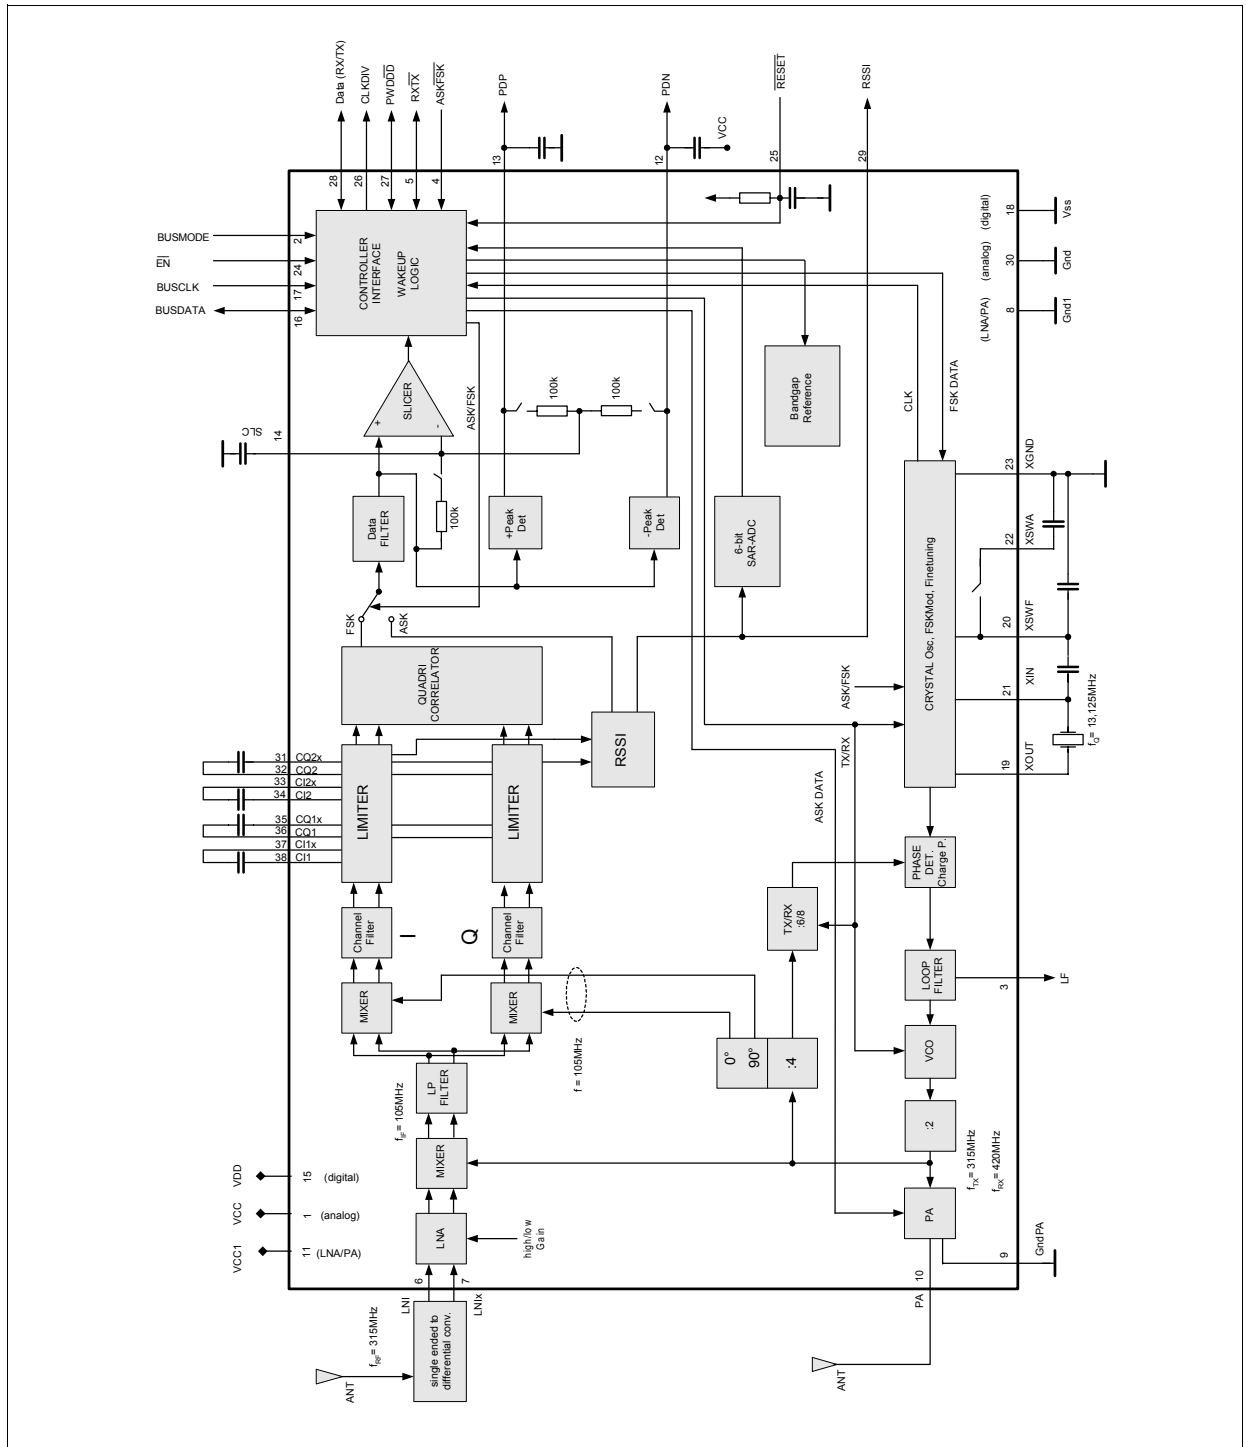 Data (RX/TX)
CLKDIV
PWDDD
RXTX
ASKFSK
PDP
PDN
VCC
RESET
RSSI
28
26
27
5
4
13
12
25
29
BUSMODE
2
EN
24
BUSCLK
17
BUSDATA
16
CONTROLLER
INTERFACE
WAKEUP
LOGIC
18
(digital)
Vss
30
(analog)
Gnd
8
(LNA/PA)
Gnd1
SLC
14
SLICER
+
-
ASK/FSK
100k
100k
100k
Bandgap
Reference
CLK
FSK DATA
Data
FILTER
+Peak
Det
-Peak
Det
6-bit
SAR-ADC
CRYSTAL Osc, FSKMod, Finetuning
23
XGND
22
XSWA
20
XSWF
21
XIN
19
XOUT
fQ = 13,125MHz
FSK
ASK
QUADRI
CORRELATOR
RSSI
ASK/FSK
TX/RX
ASK DATA
31 CQ2x
32 CQ2
33 CI2x
34 CI2
35 CQ1x
36 CQ1
37 CI1x
38 CI1
LIMITER
LIMITER
Channel
Filter
I
Q
Channel
Filter
MIXER
MIXER
f = 105MHz
TX/RX
:6/8
PHASE
DET.
Charge P.
LOOP
FILTER
3
LF
VCO
0°
90°
:4
:2
fIF = 105MHz
LP
FILTER
MIXER
LNA
high/low
Gain
fTX = 315MHz
fRX = 420MHz
PA
VDD
15
(digital)
VCC
1
(analog)
VCC1
11
(LNA/PA)
LNI
6
LNIx
7
fRF = 315MHz
ANT
single ended to
differential conv.
PA
10
9
GndPA
ANT